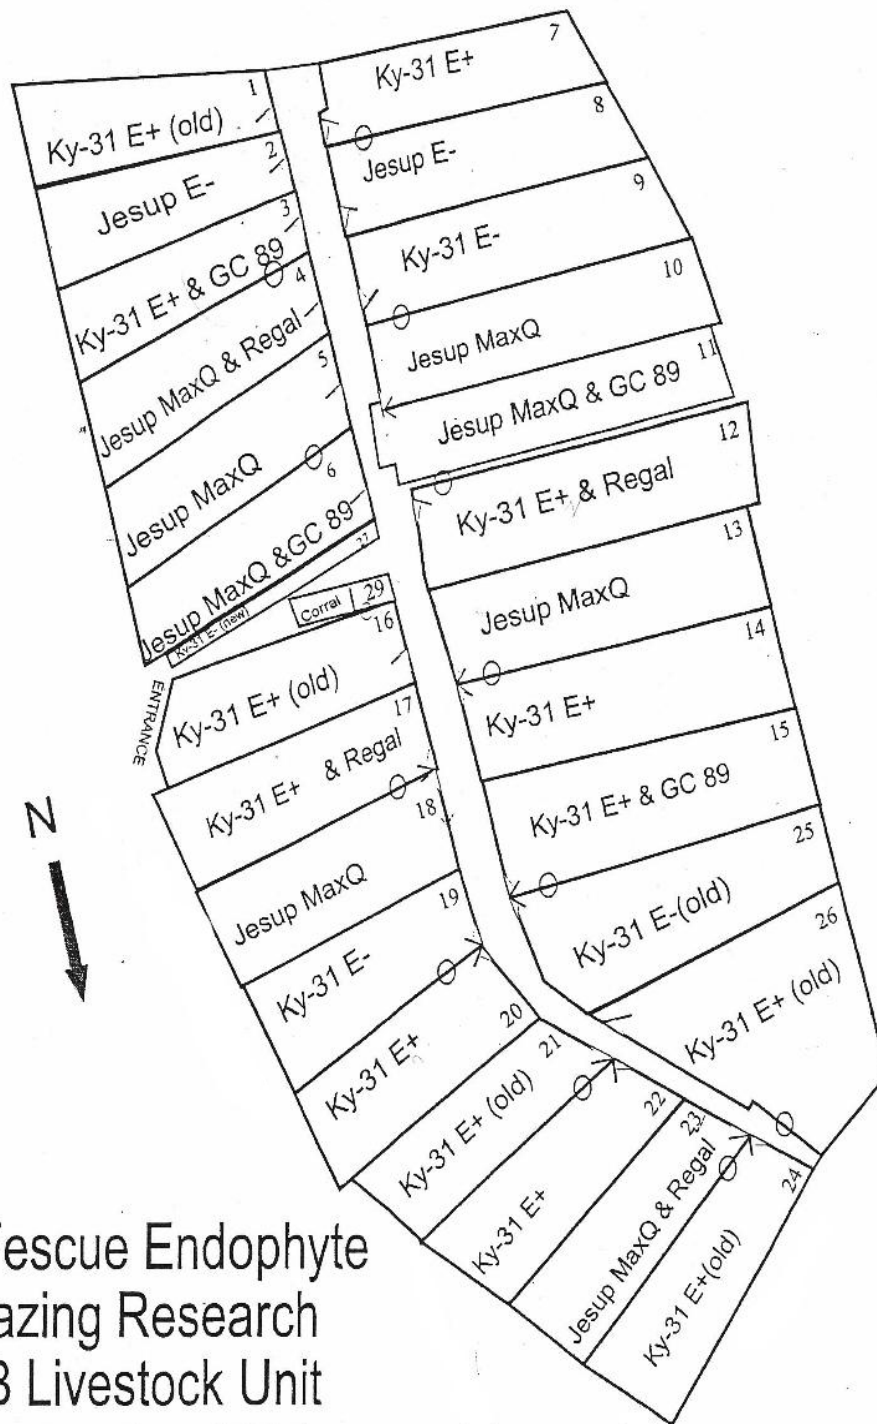 1
Ky-31 E+ (old)
2
Jesup E-
3
Ky-31 E+ & GC 89
4
Jesup MaxQ & Regal
5
Jesup MaxQ
6
Jesup MaxQ &GC 89
27
Ky-31 E- (new)
Corral
29
ENTRANCE
7
Ky-31 E+
8
Jesup E-
9
Ky-31 E-
10
Jesup MaxQ
11
Jesup MaxQ & GC 89
12
Ky-31 E+ & Regal
13
Jesup MaxQ
14
Ky-31 E+
15
Ky-31 E+ & GC 89
25
Ky-31 E-(old)
26
Ky-31 E+ (old)
16
Ky-31 E+ (old)
17
Ky-31 E+ & Regal
18
Jesup MaxQ
19
Ky-31 E-
20
Ky-31 E+
21
Ky-31 E+ (old)
22
Ky-31 E+
23
Jesup MaxQ & Regal
24
Ky-31 E+(old)
N
escue Endophyte
azing Research
Livestock Unit